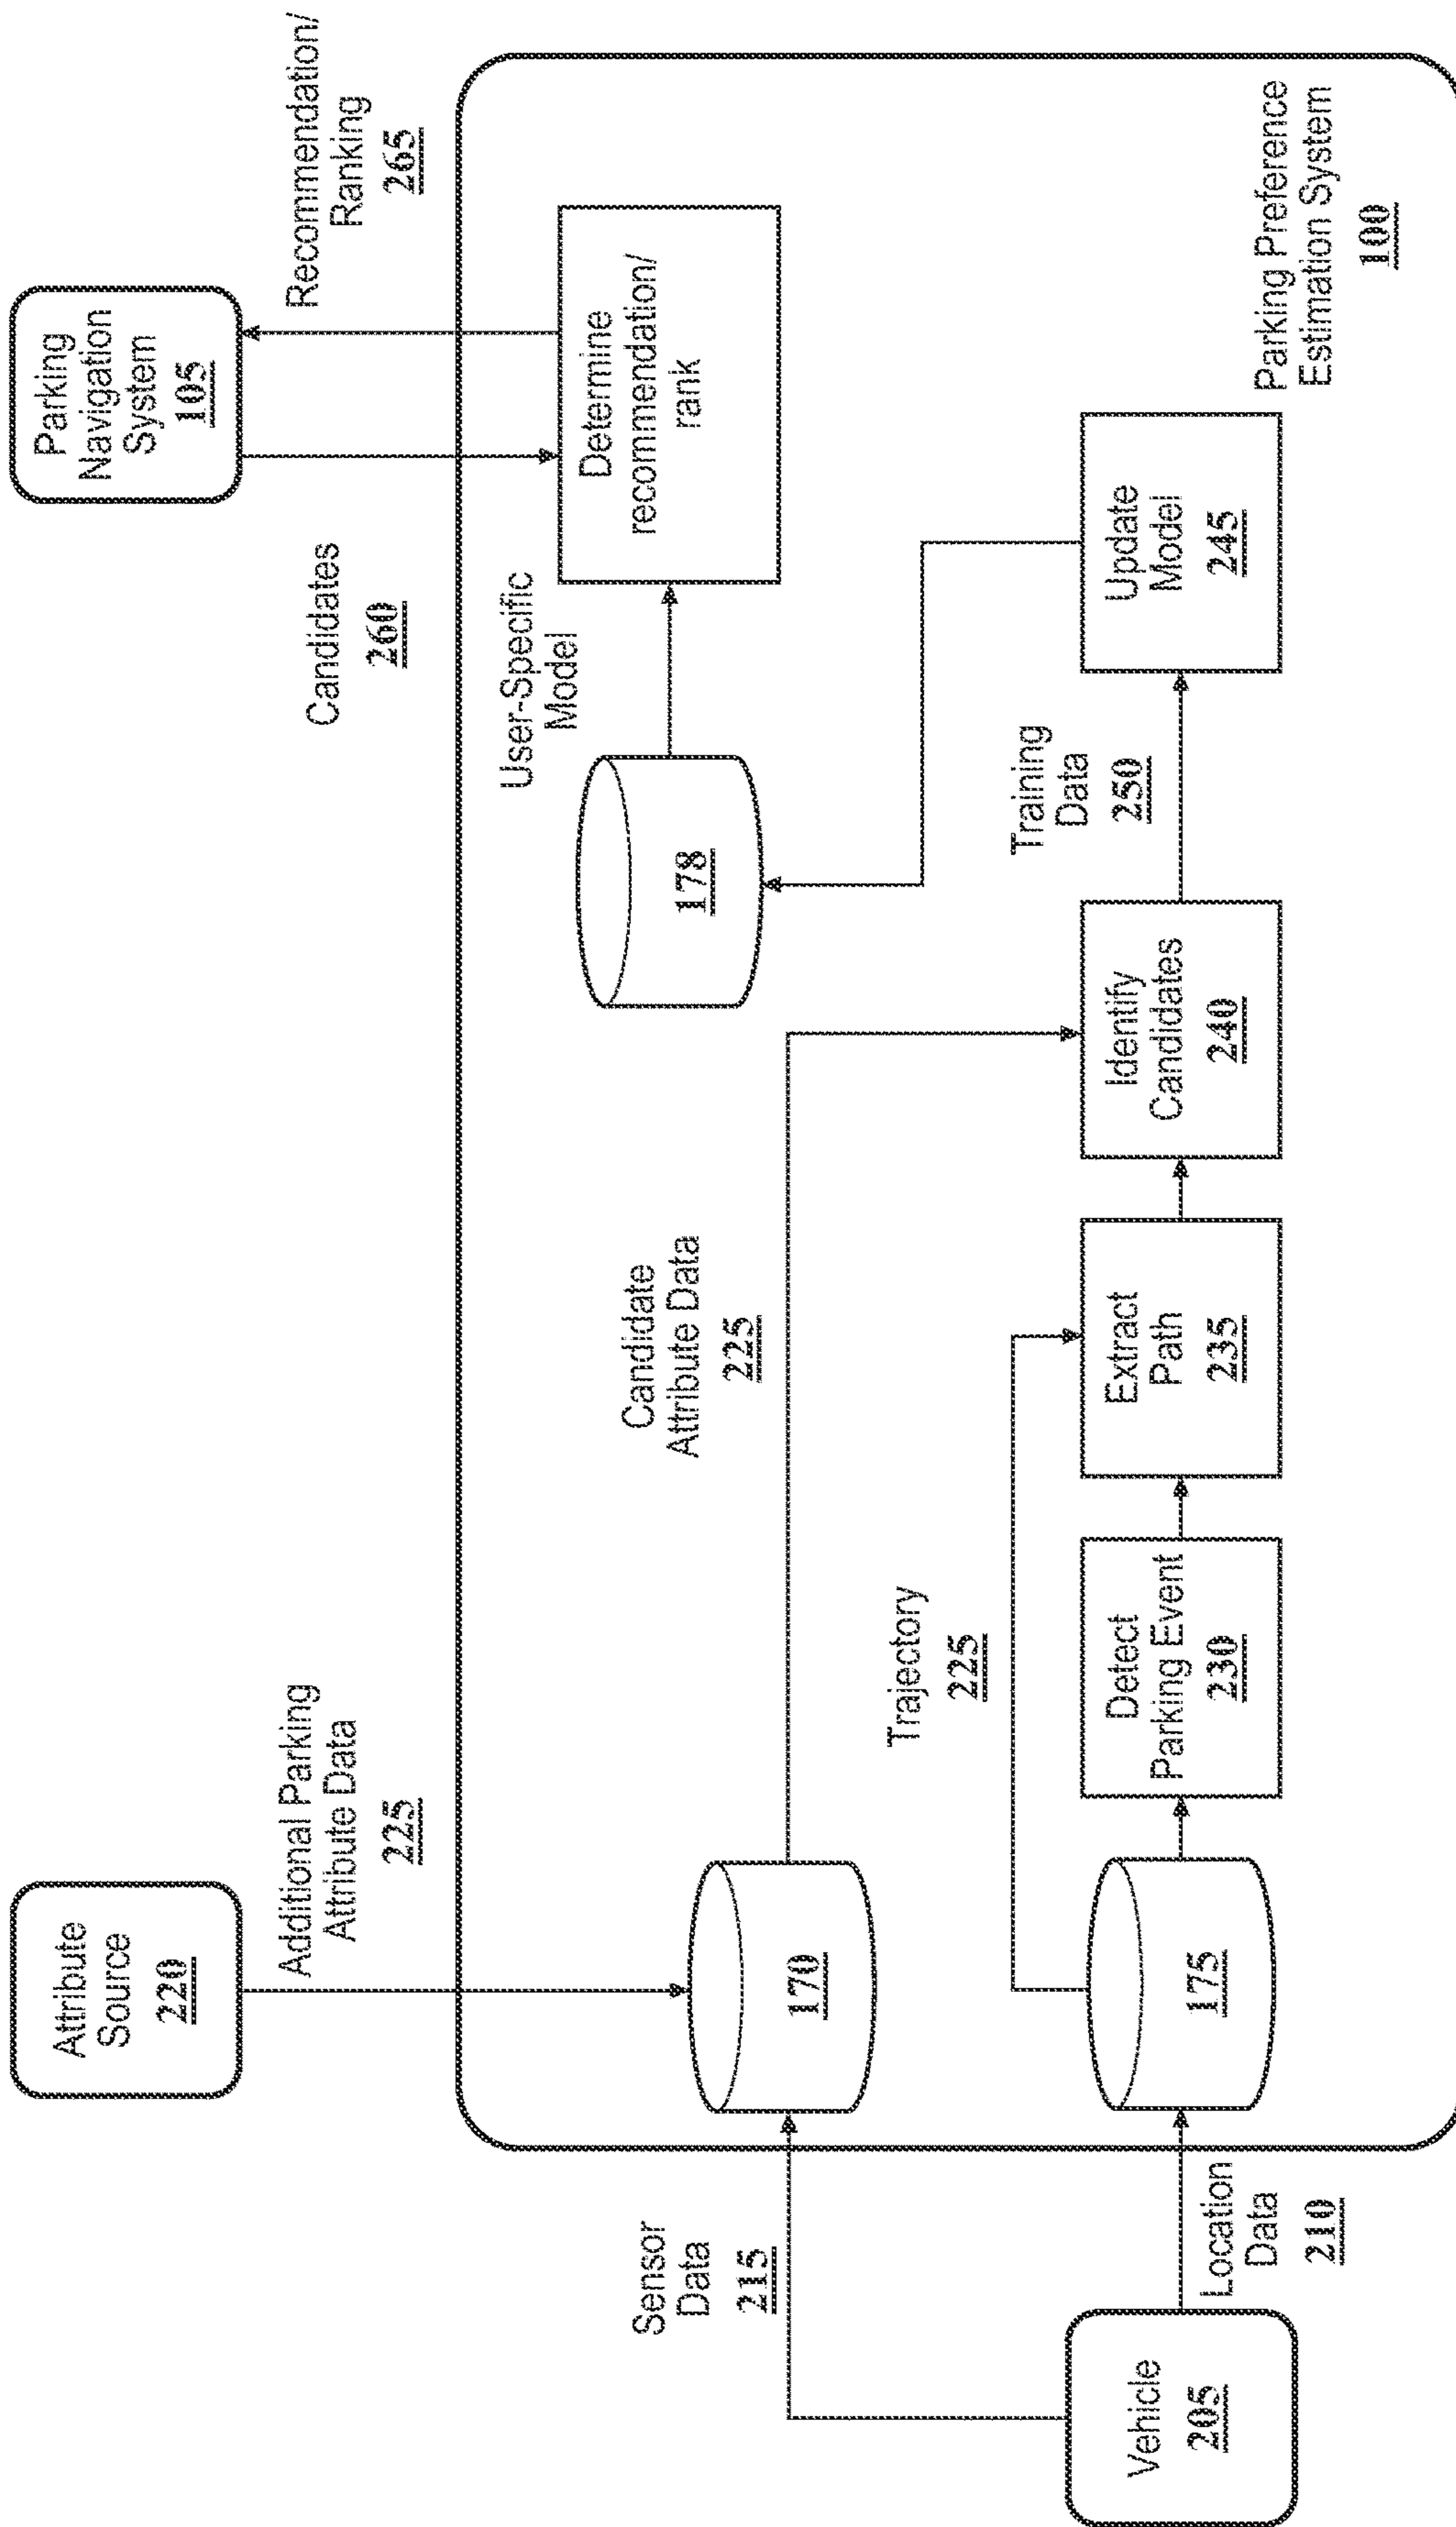 Attribute
Source
220
Additional Parking
Attribute Data
225
Parking
Navigation
System
105
Candidates
260
Recommendation/
Ranking
265
Sensor
Data
215
170
Candidate
Attribute Data
225
178
User-Specific
Model
Determine
recommendation/
rank
Vehicle
205
Location
Data
210
175
Trajectory
225
Detect
Parking Event
230
Extract
Path
235
Identify
Candidates
240
Training
Data
250
Update
Model
245
Parking Preference
Estimation System
100